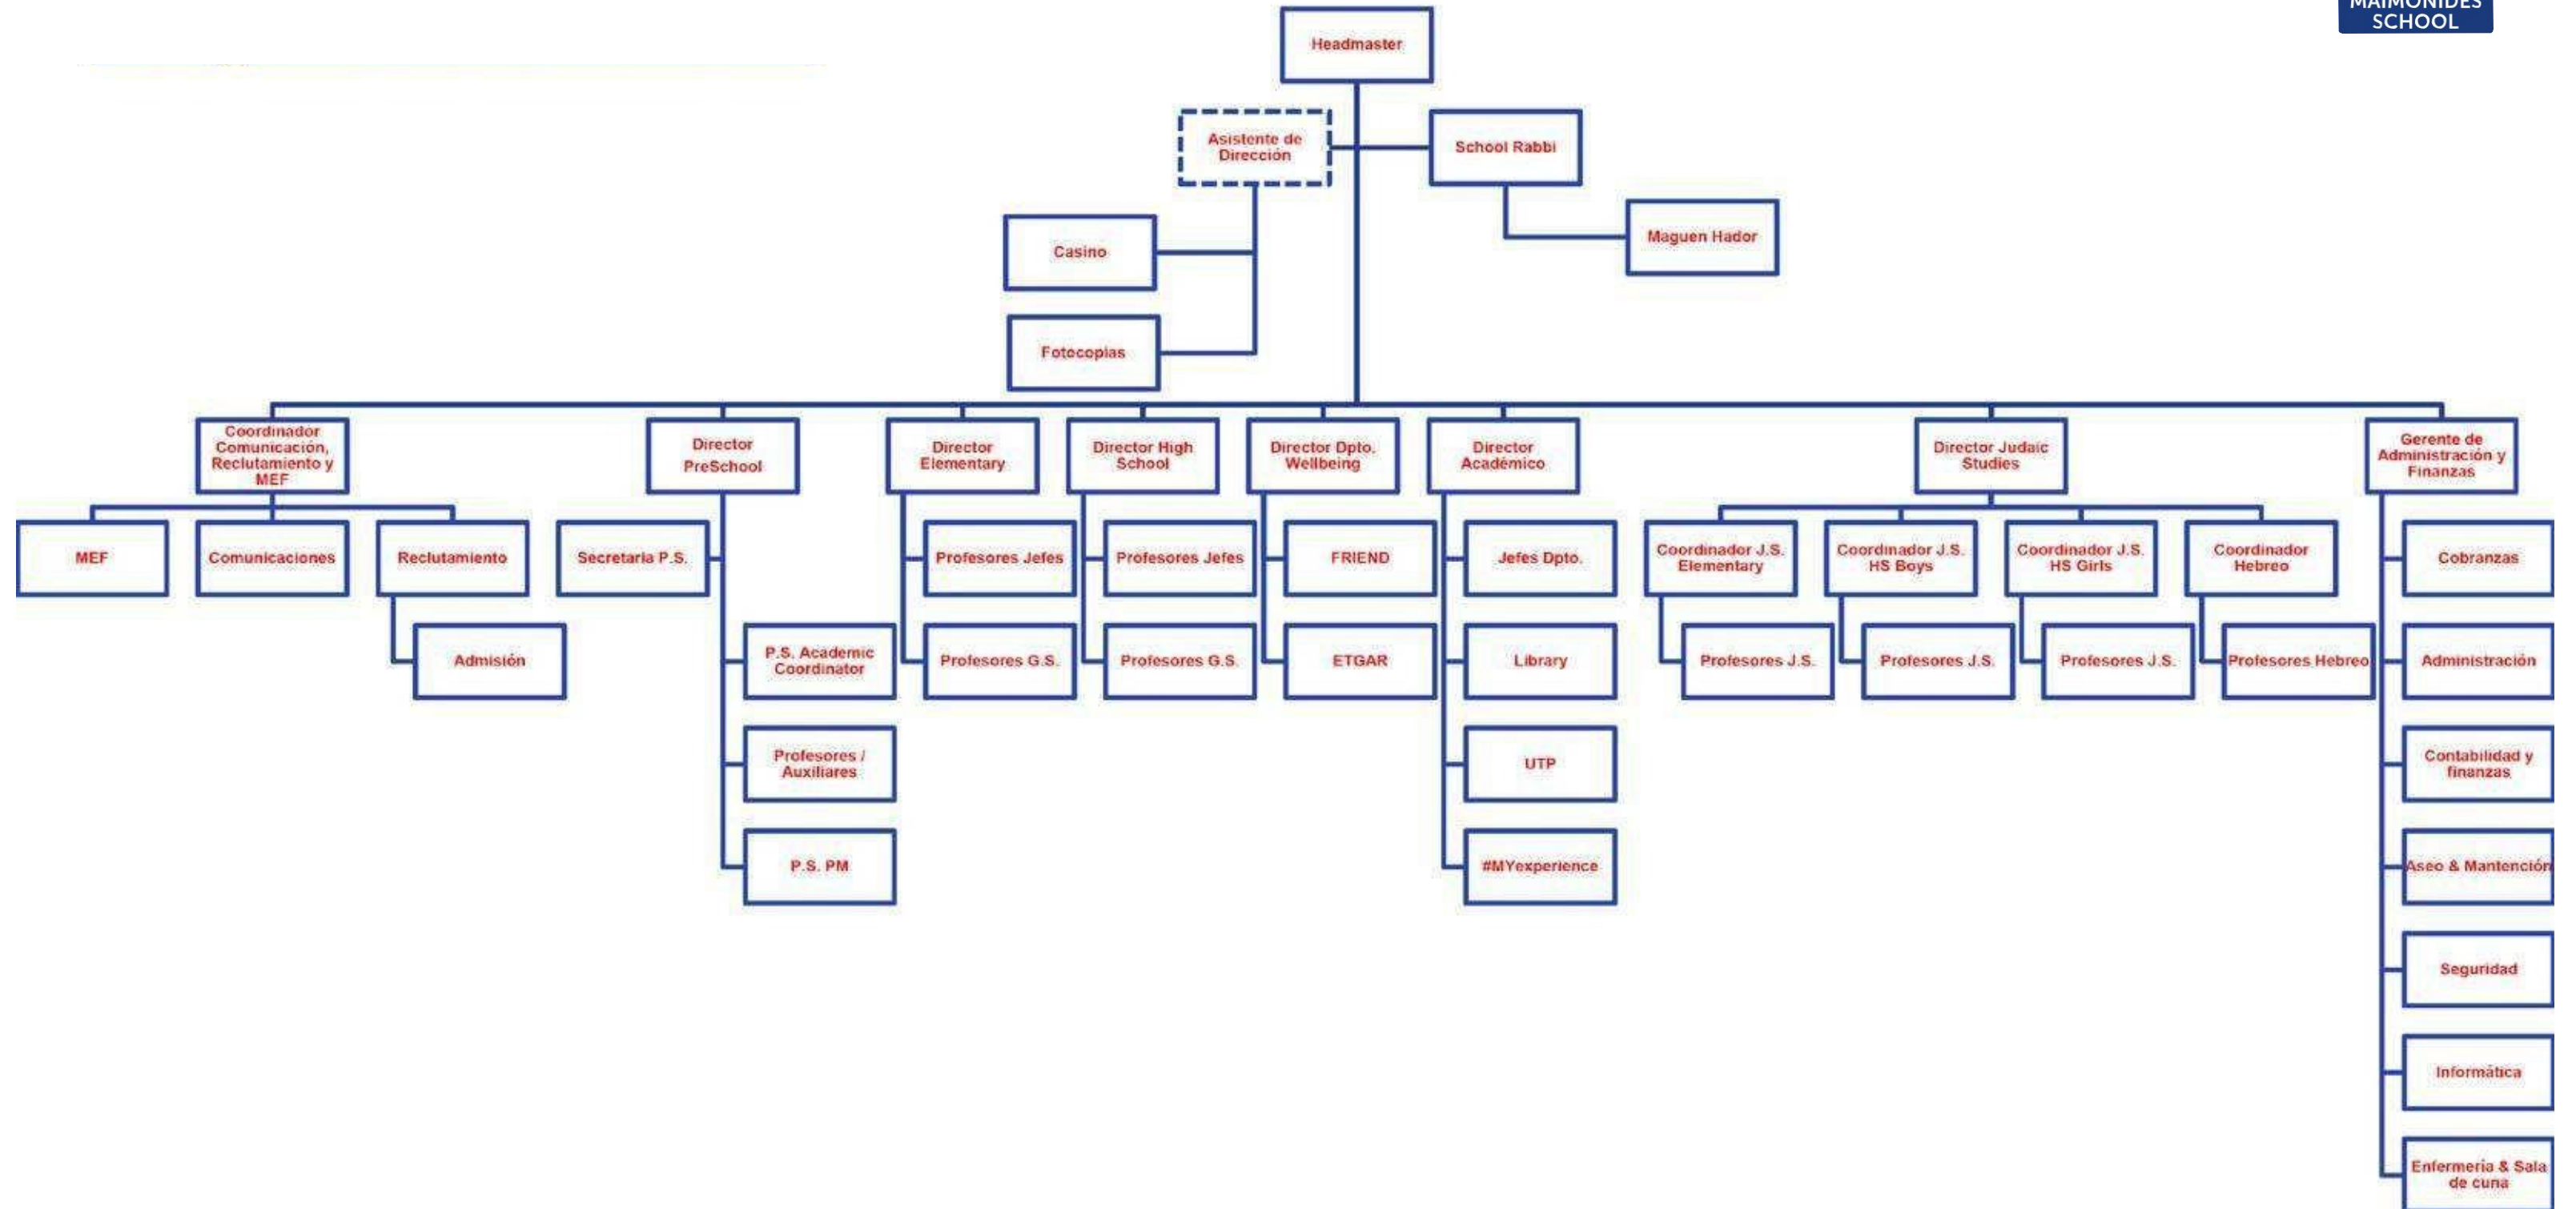 MAIMONIDES
SCHOOL
Headmaster
Asistente de
Dirección
School Rabbi
Maguen Hador
Casino
Fotocopias
Coordinador
Comunicación,
Reclutamiento y
MEF
Director
PreSchool
Director
Elementary
Director High
School
Director Dpto.
Wellbeing
Director
Académico
Director Judaic
Studies
Gerente de
Administración y
Finanzas
MEF
Comunicaciones
Reclutamiento
Secretaria P.S.
Profesores Jefes
Profesores Jefes
FRIEND
Jefes Dpto.
Coordinador J.S.
Elementary
Coordinador J.S.
HS Boys
Coordinador J.S.
HS Girls
Coordinador
Hebreo
Cobranzas
Admisión
P.S. Academic
Coordinator
Profesores G.S.
Profesores G.S.
ETGAR
Library
Profesores J.S.
Profesores J.S.
Profesores J.S.
Profesores Hebreo
Administración
Profesores /
Auxiliares
UTP
Contabilidad y
finanzas
P.S. PM
#MYexperience
Aseo & Mantención
Seguridad
Informática
Enfermería & Sala
de cuna